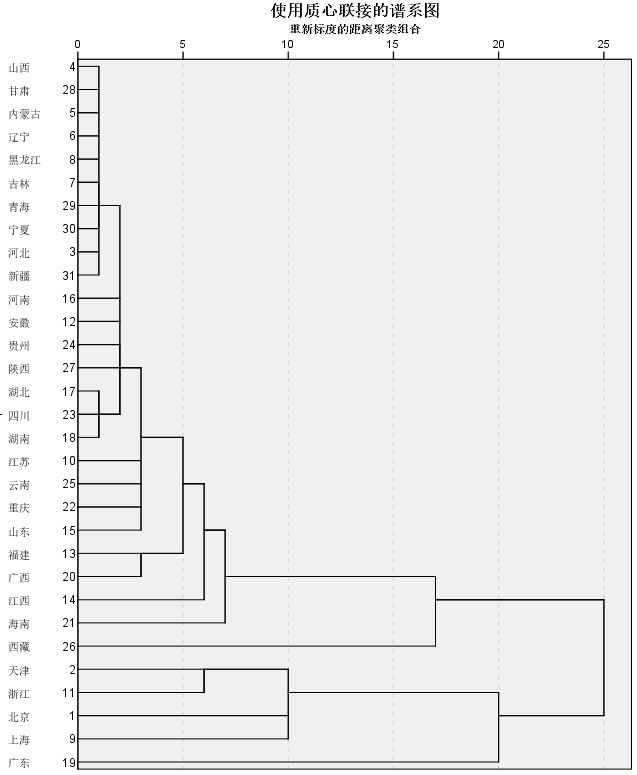 使用质心联接的谱系图
重新标度的距离聚类组合
0 5 10 15 20 25
山西 4
甘肃 28
内蒙古 5
辽宁 6
黑龙江 8
吉林 7
青海 29
宁夏 30
河北 3
新疆 31
河南 16
安徽 12
贵州 24
陕西 27
湖北 17
四川 23
湖南 18
江苏 10
云南 25
重庆 22
山东 15
福建 13
广西 20
江西 14
海南 21
西藏 26
天津 2
浙江 11
北京 1
上海 9
广东 19